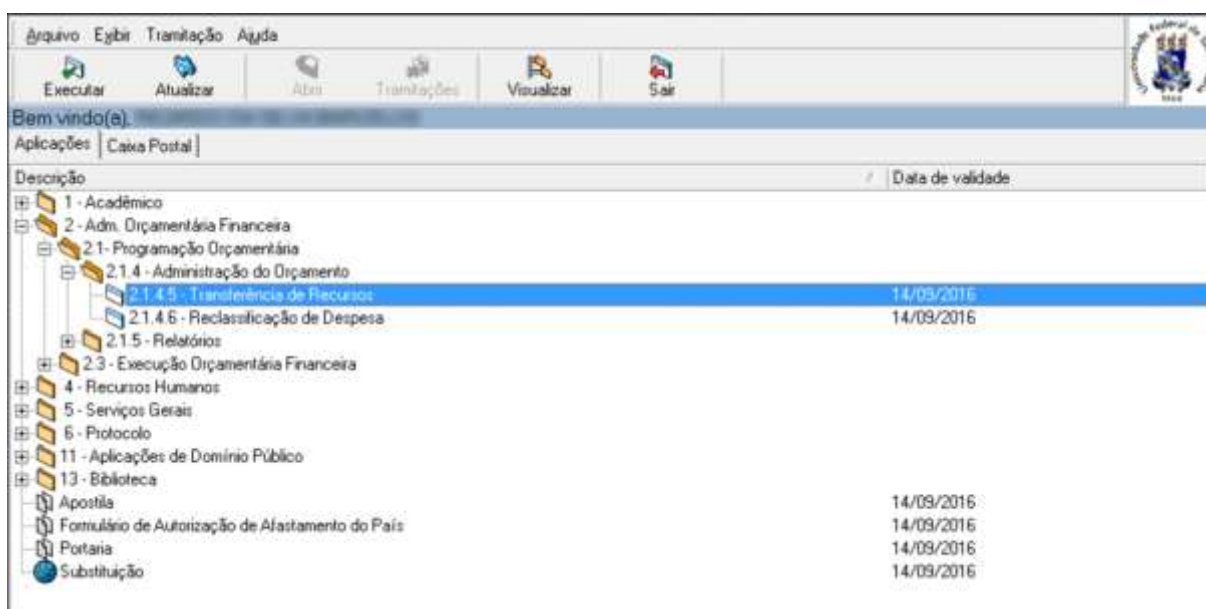 Arquivo Exibir Tramitação Ajuda
Executar Atualizar Abrir Tramitações Visualizar Sair
Bem vindo(a),
Aplicações Caixa Postal
Descrição / Data de validade
1 - Acadêmico
2 - Adm. Orçamentária Financeira
2.1- Programação Orçamentária
2.1.4 - Administração do Orçamento
2.1.4.5 - Transferência de Recursos 14/09/2016
2.1.4.6 - Reclassificação de Despesa 14/09/2016
2.1.5 - Relatórios
2.3 - Execução Orçamentária Financeira
4 - Recursos Humanos
5 - Serviços Gerais
6 - Protocolo
11 - Aplicações de Domínio Público
13 - Biblioteca
Apostila 14/09/2016
Formulário de Autorização de Afastamento do País 14/09/2016
Portaria 14/09/2016
Substituição 14/09/2016